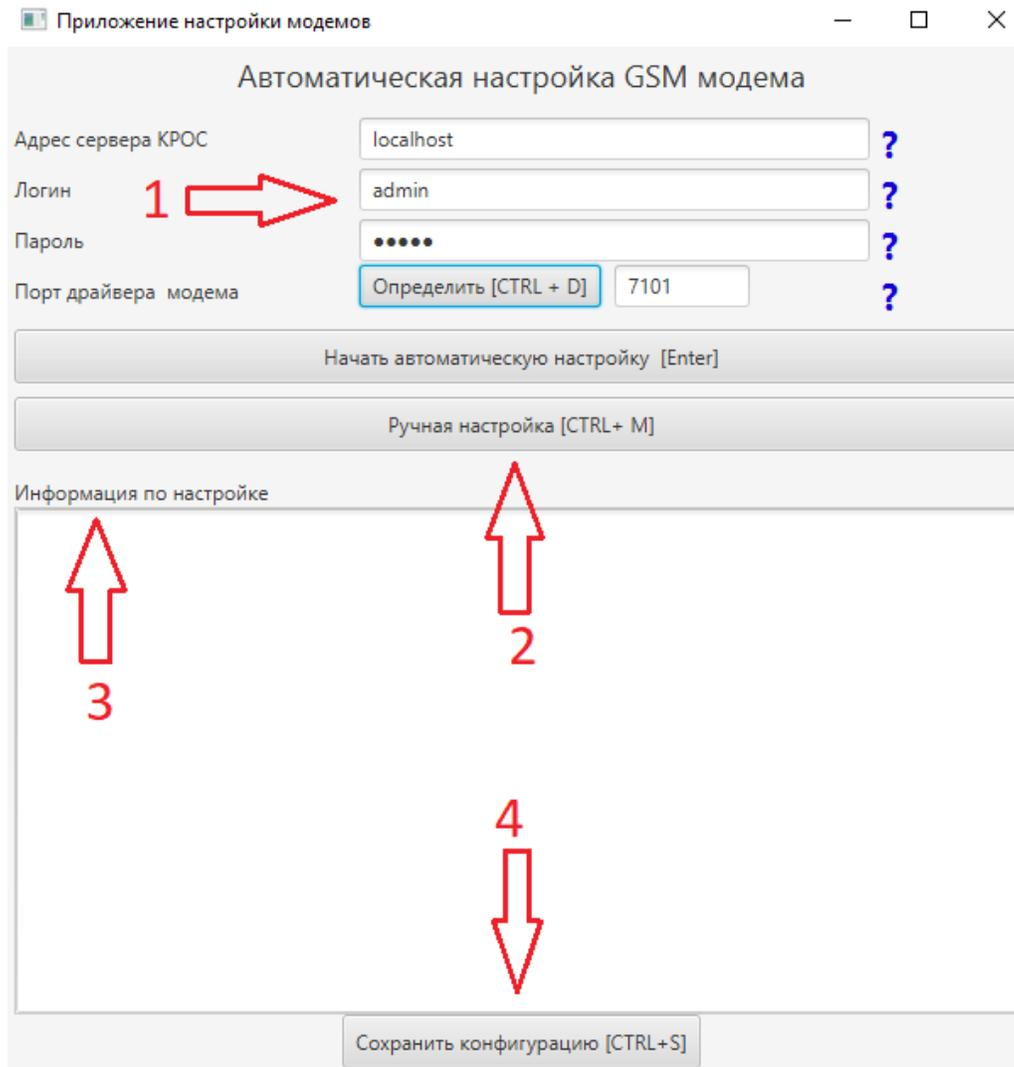 Приложение настройки модемов
Автоматическая настройка GSM модема
Адрес сервера КРОС localhost ?
Логин 1 admin ?
Пароль ●●●●● ?
Порт драйвера модема Определить [CTRL + D] 7101 ?
Начать автоматическую настройку [Enter]
Ручная настройка [CTRL+ M]
Информация по настройке
2
3
4
Сохранить конфигурацию [CTRL+S]